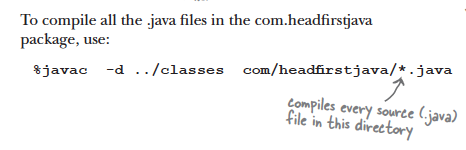 To compile all the .java files in the com.headfirstjava
package, use:
%javac -d ../classes com/headfirstjava/*.java
compiles every source (.java)
file in this directory